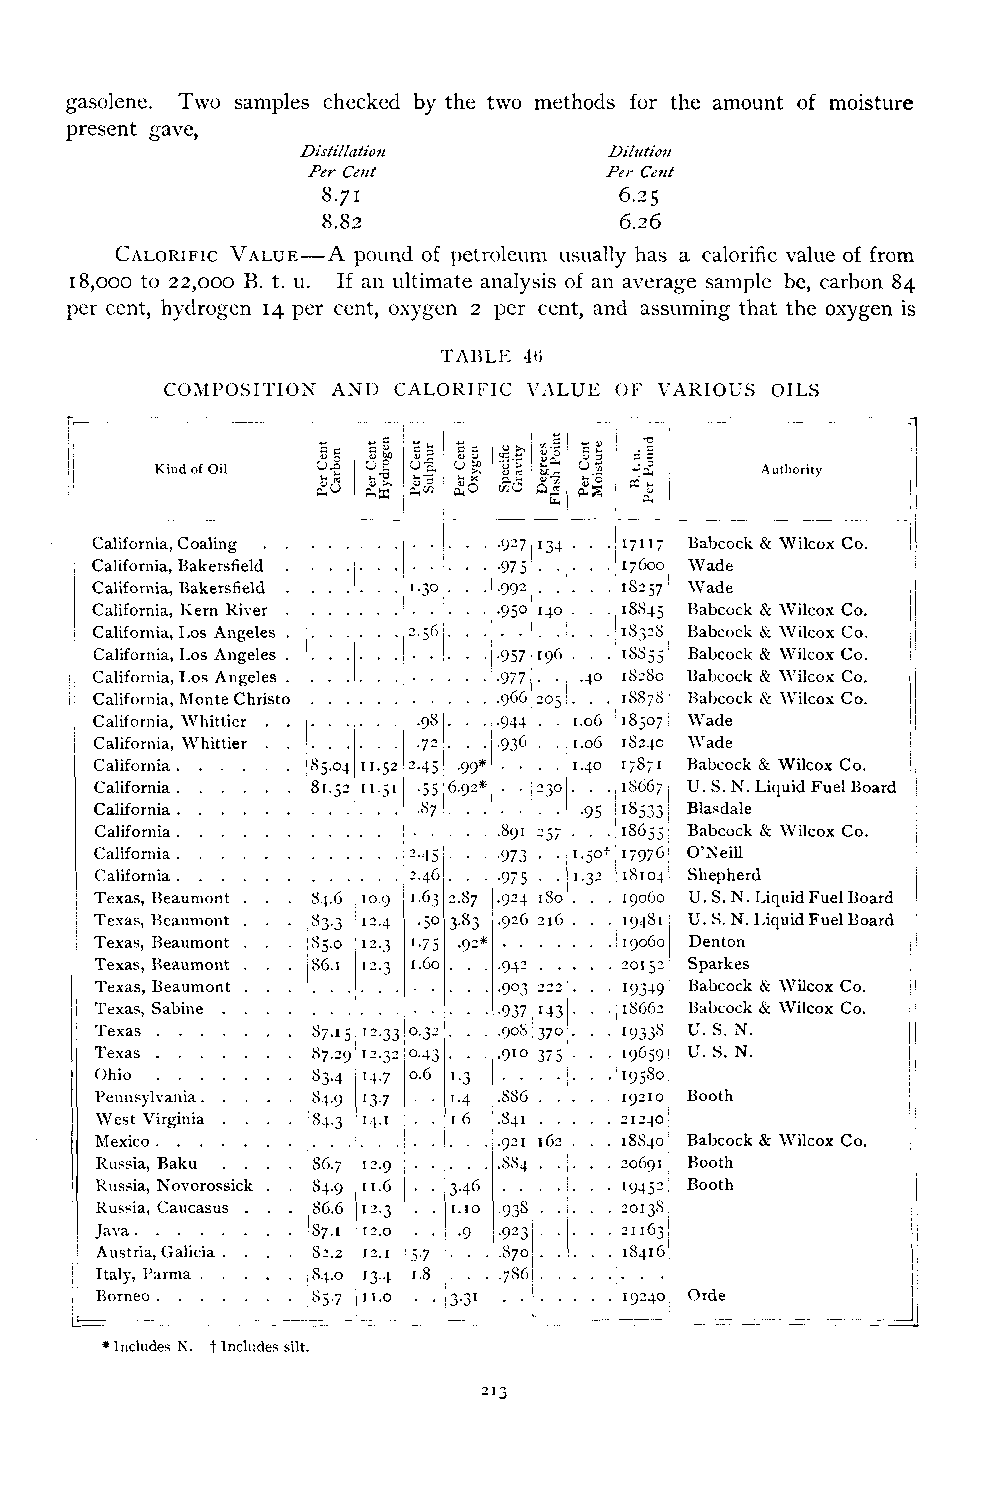 gasolene. Two samples checked by the two methods for the amount of moisture
present gave,
Distillation Dilution
Per Cent Per Cent
8.71 6.25
8.82 6.26
CALORIFIC VALUE—A pound of petroleum usually has a calorific value of from
18,000 to 22,000 B. t. u. If an ultimate analysis of an average sample be, carbon 84
per cent, hydrogen 14 per cent, oxygen 2 per cent, and assuming that the oxygen is
TABLE 46
COMPOSITION AND CALORIFIC VALUE OF VARIOUS OILS
Kind of Oil Per Cent Carbon Per Cent Hydrogen Per Cent Sulphur Per Cent Oxygen Specific Gravity Degrees Flash Point Per Cent Moisture B. t. u. Per Pound Authority
California, Coaling . . . . . . . . . . . .927 134 . . . 17117 Babcock & Wilcox Co.
California, Bakersfield . . . . . . . . . . .975 . . . . . 17600 Wade
California, Bakersfield . . . . . . . 1.30 . . . .992 . . . . . 18257 Wade
California, Kern River . . . . . . . . . . .950 140 . . . 18845 Babcock & Wilcox Co.
California, Los Angeles . . . . . . . 2.56 . . . . . . . . . . 18328 Babcock & Wilcox Co.
California, Los Angeles . . . . . . . . . . .957 196 . . . 18855 Babcock & Wilcox Co.
California, Los Angeles . . . . . . . . . . .977 . . .40 18280 Babcock & Wilcox Co.
California, Monte Christo . . . . . . . . . . .966 205 . . . 18878 Babcock & Wilcox Co.
California, Whittier . . . . . . . .98 . . . .944 . . 1.06 18507 Wade
California, Whittier . . . . . . . .72 . . . .936 . . 1.06 18240 Wade
California . . . . . . 85.04 11.52 2.45 .99* . . . . 1.40 17871 Babcock & Wilcox Co.
California . . . . . . 81.52 11.51 .55 6.92* . . 230 . . . 18667 U. S. N. Liquid Fuel Board
California . . . . . . . . . . .87 . . . . . . .95 18533 Blasdale
California . . . . . . . . . . . . . . .891 257 . . . 18655 Babcock & Wilcox Co.
California . . . . . . . . . . 2.45 . . . .973 . . 1.50† 17976 O'Neill
California . . . . . . . . . . 2.46 . . . .975 . . 1.32 18104 Shepherd
Texas, Beaumont . . . 84.6 10.9 1.63 2.87 .924 180 . . . 19060 U. S. N. Liquid Fuel Board
Texas, Beaumont . . . 83.3 12.4 .50 3.83 .926 216 . . . 19481 U. S. N. Liquid Fuel Board
Texas, Beaumont . . . 85.0 12.3 1.75 .92* . . . . . . . 19060 Denton
Texas, Beaumont . . . 86.1 12.3 1.60 . . . .942 . . . . . 20152 Sparkes
Texas, Beaumont . . . . . . . . . . . .903 222 . . . 19349 Babcock & Wilcox Co.
Texas, Sabine . . . . . . . . . . . . .937 143 . . . 18662 Babcock & Wilcox Co.
Texas . . . . . . . 87.15 12.33 0.32 . . . .908 370 . . . 19338 U. S. N.
Texas . . . . . . . 87.29 12.32 0.43 . . . .910 375 . . . 19659 U. S. N.
Ohio . . . . . . . 83.4 14.7 0.6 1.3 . . . . . . . 19580
Pennsylvania . . . . . 84.9 13.7 . . 1.4 .886 . . . . . 19210 Booth
West Virginia . . . . 84.3 14.1 . . 1.6 .841 . . . . . 21240
Mexico . . . . . . . . . . . . . .921 162 . . . 18840 Babcock & Wilcox Co.
Russia, Baku . . . . 86.7 12.9 . . . . . .884 . . . . . 20691 Booth
Russia, Novorossick . . 84.9 11.6 . . 3.46 . . . . . . . 19452 Booth
Russia, Caucasus . . . 86.6 12.3 . . 1.10 .938 . . . . . 20138
Java . . . . . . . . 87.1 12.0 . . .9 .923 . . . . . 21163
Austria, Galicia . . . . 82.2 12.1 5.7 . . . .870 . . . . . 18416
Italy, Parma . . . . . 84.0 13.4 1.8 . . . .786 . . . . . . . .
Borneo . . . . . . . 85.7 11.0 . . 3.31 . . . . . . . 19240 Orde
* Includes N. † Includes silt.
213